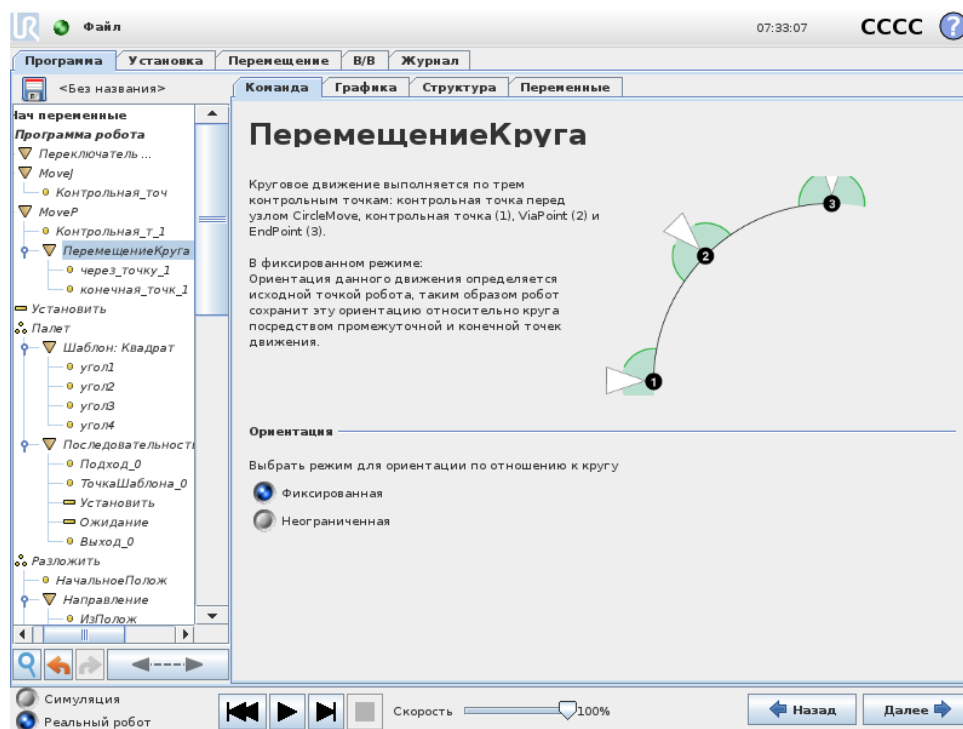 UR Файл 07:33:07 CCCC ?
Программа Установка Перемещение В/В Журнал
<Без названия>
Команда Графика Структура Переменные
Нач переменные
Программа робота
Переключатель ...
MoveJ
Контрольная_точ
MoveP
Контрольная_т_1
ПеремещениеКруга
через_точку_1
конечная_точк_1
Установить
Палет
Шаблон: Квадрат
угол1
угол2
угол3
угол4
Последовательность
Подход_0
ТочкаШаблона_0
Установить
Ожидание
Выход_0
Разложить
НачальноеПолож
Направление
ИзПолож
ПеремещениеКруга
Круговое движение выполняется по трем
контрольным точкам: контрольная точка перед
узлом CircleMove, контрольная точка (1), ViaPoint (2) и
EndPoint (3).
В фиксированном режиме:
Ориентация данного движения определяется
исходной точкой робота, таким образом робот
сохранит эту ориентацию относительно круга
посредством промежуточной и конечной точек
движения.
3
2
1
Ориентация
Выбрать режим для ориентации по отношению к кругу
Фиксированная
Неограниченная
Симуляция
Реальный робот
Скорость 100%
Назад Далее